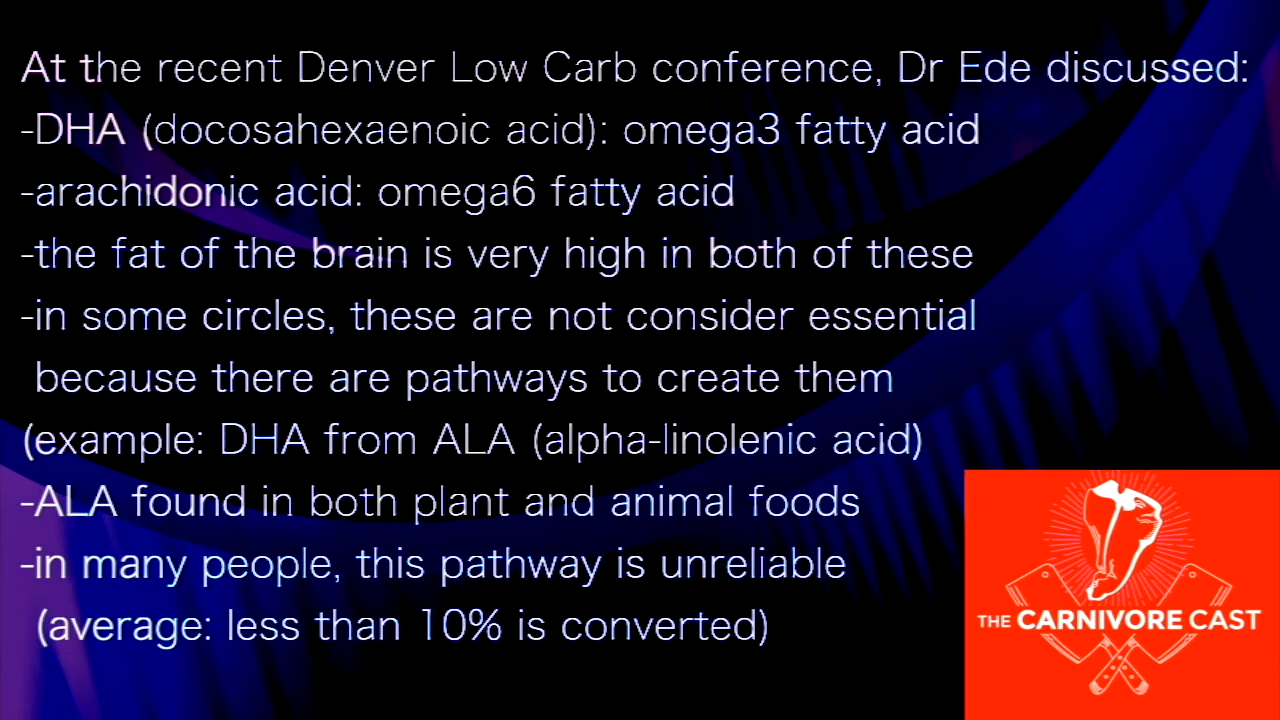 At the recent Denver Low Carb conference, Dr Ede discussed:
-DHA (docosahexaenoic acid): omega3 fatty acid
-arachidonic acid: omega6 fatty acid
-the fat of the brain is very high in both of these
-in some circles, these are not consider essential
because there are pathways to create them
(example: DHA from ALA (alpha-linolenic acid)
-ALA found in both plant and animal foods
-in many people, this pathway is unreliable
(average: less than 10% is converted)
THE CARNIVORE CAST